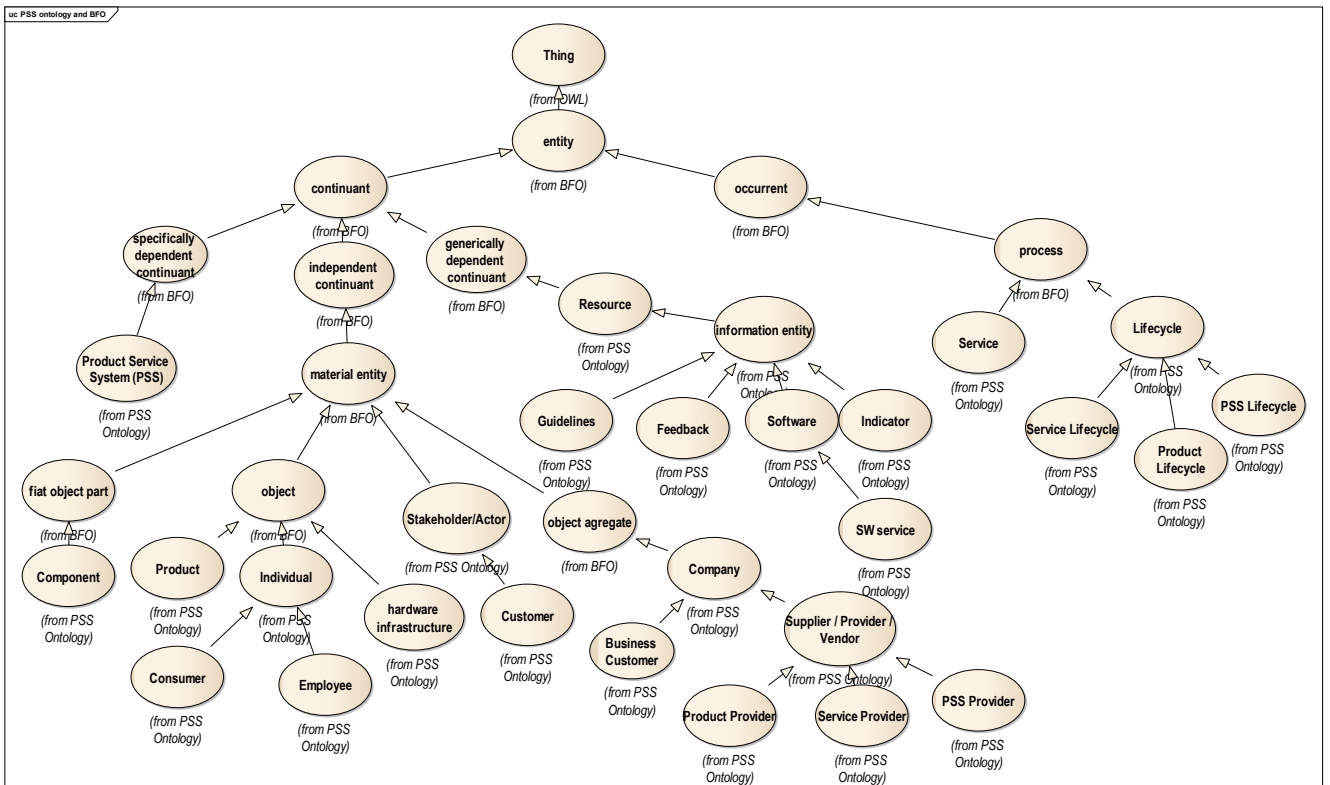 uc PSS ontology and BFO
Thing
(from OWL)
entity
(from BFO)
continuant
(from BFO)
occurrent
(from BFO)
specifically
dependent
continuant
(from BFO)
independent
continuant
(from BFO)
generically
dependent
continuant
(from BFO)
process
(from BFO)
Resource
(from PSS
Ontology)
information entity
(from PSS
Ontology)
Service
(from PSS
Ontology)
Lifecycle
(from PSS
Ontology)
Product Service
System (PSS)
(from PSS
Ontology)
material entity
(from BFO)
Guidelines
(from PSS
Ontology)
Feedback
(from PSS
Ontology)
Software
(from PSS
Ontology)
Indicator
(from PSS
Ontology)
Service Lifecycle
(from PSS
Ontology)
Product
Lifecycle
(from PSS
Ontology)
PSS Lifecycle
(from PSS
Ontology)
fiat object part
(from BFO)
object
(from BFO)
Stakeholder/Actor
(from PSS Ontology)
object agregate
(from BFO)
SW service
(from PSS
Ontology)
Component
(from PSS
Ontology)
Product
(from PSS
Ontology)
Individual
(from PSS
Ontology)
hardware
infrastructure
(from PSS
Ontology)
Customer
(from PSS
Ontology)
Company
(from PSS
Ontology)
Supplier / Provider /
Vendor
(from PSS Ontology)
Business
Customer
(from PSS
Ontology)
Consumer
(from PSS
Ontology)
Employee
(from PSS
Ontology)
Product Provider
(from PSS
Ontology)
Service Provider
(from PSS
Ontology)
PSS Provider
(from PSS
Ontology)